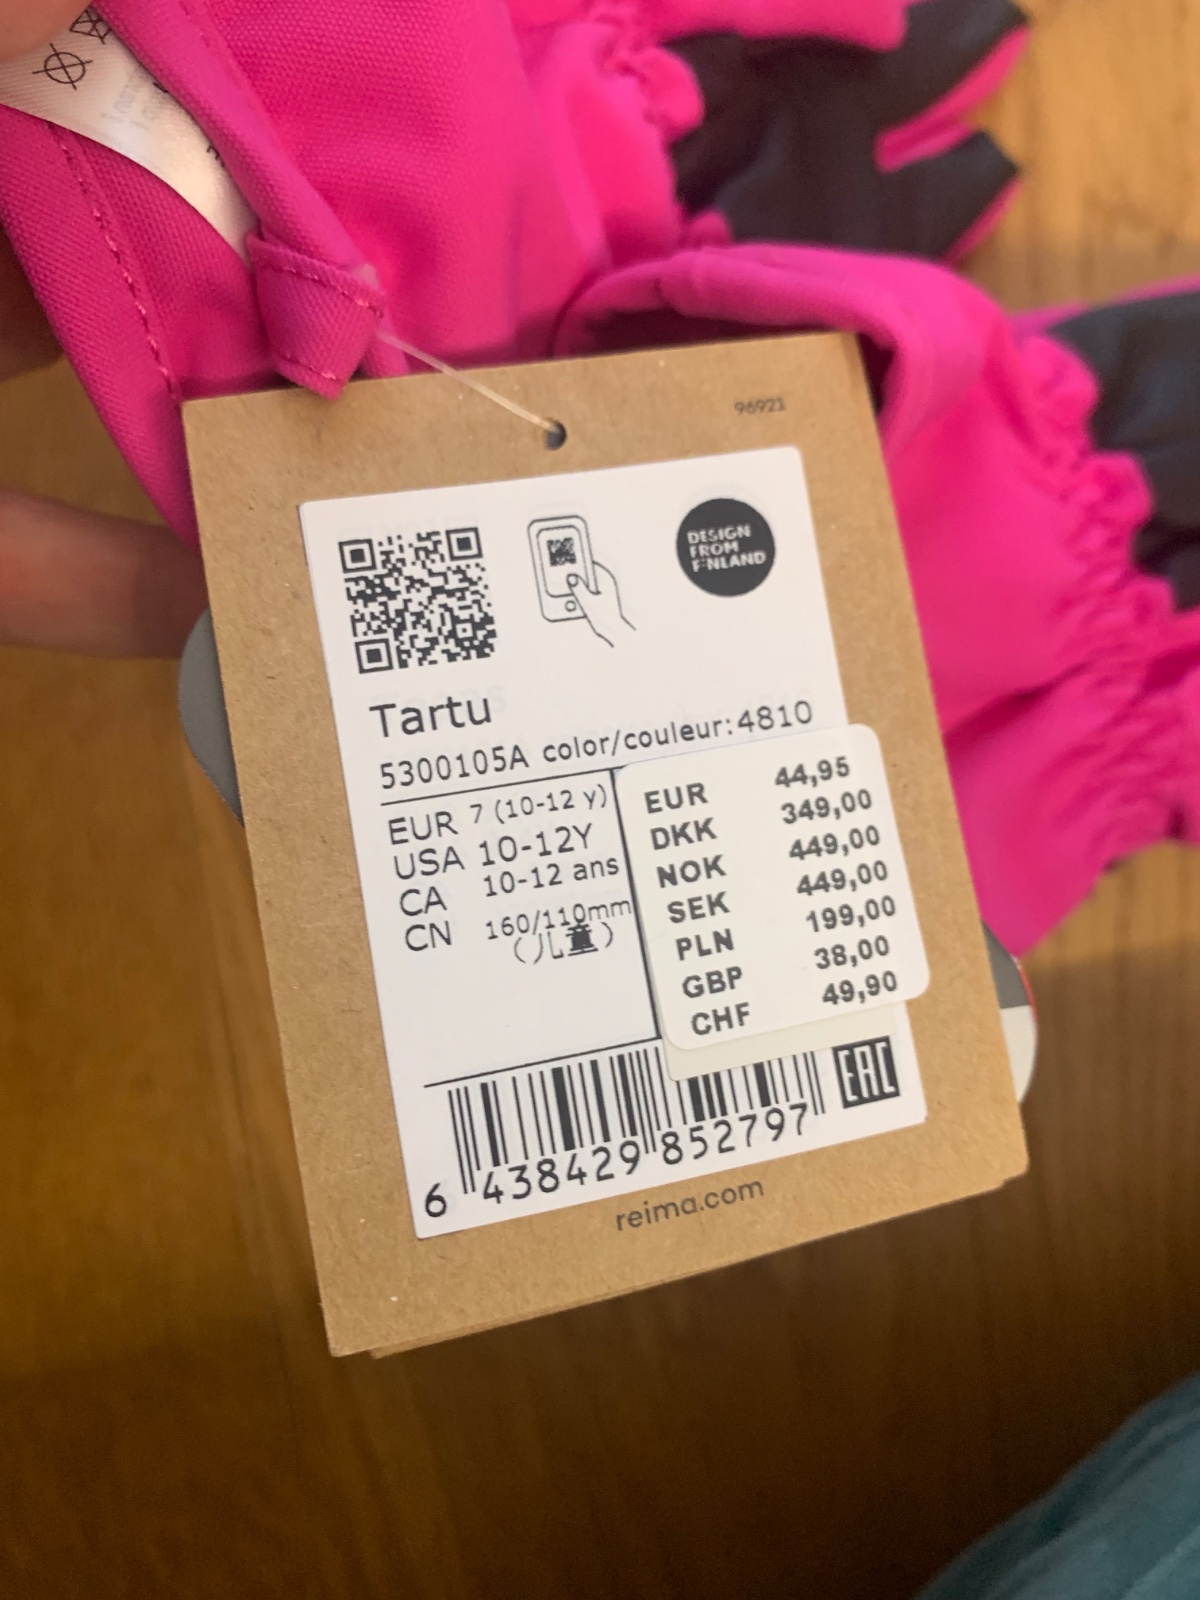 96921
DESIGN
FROM
FINLAND
Tartu
5300105A color/couleur:4810
EUR 7 (10-12 y)
USA 10-12Y
CA 10-12 ans
CN 160/110mm
(儿童)
EUR 44,95
DKK 349,00
NOK 449,00
SEK 449,00
PLN 199,00
GBP 38,00
CHF 49,90
EAC
6 438429 852797
reima.com